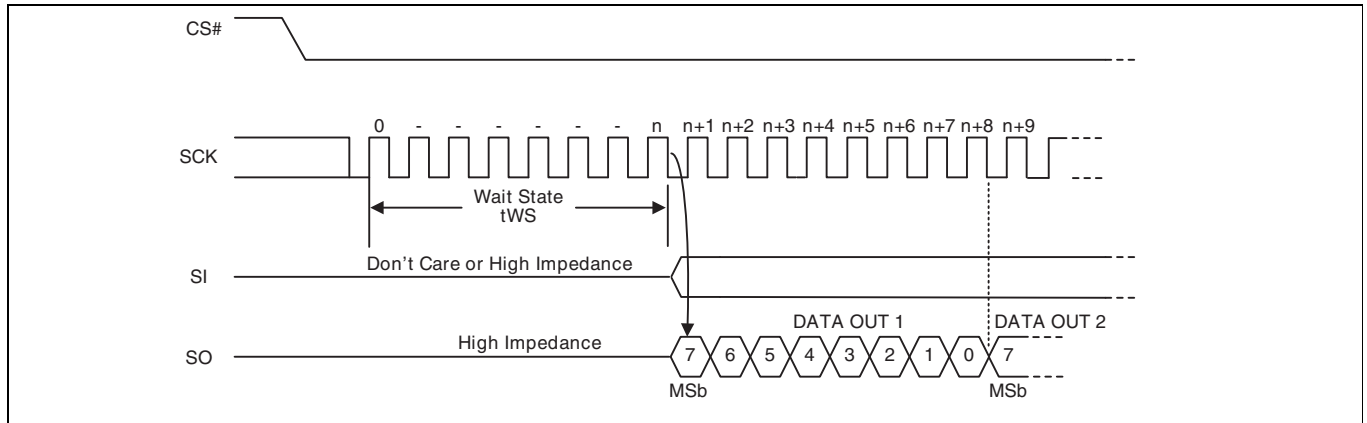 CS#
0 - - - - - - n n+1 n+2 n+3 n+4 n+5 n+6 n+7 n+8 n+9
SCK
Wait State
tWS
Don't Care or High Impedance
SI
DATA OUT 1 DATA OUT 2
High Impedance
SO
7 6 5 4 3 2 1 0 7
MSb MSb